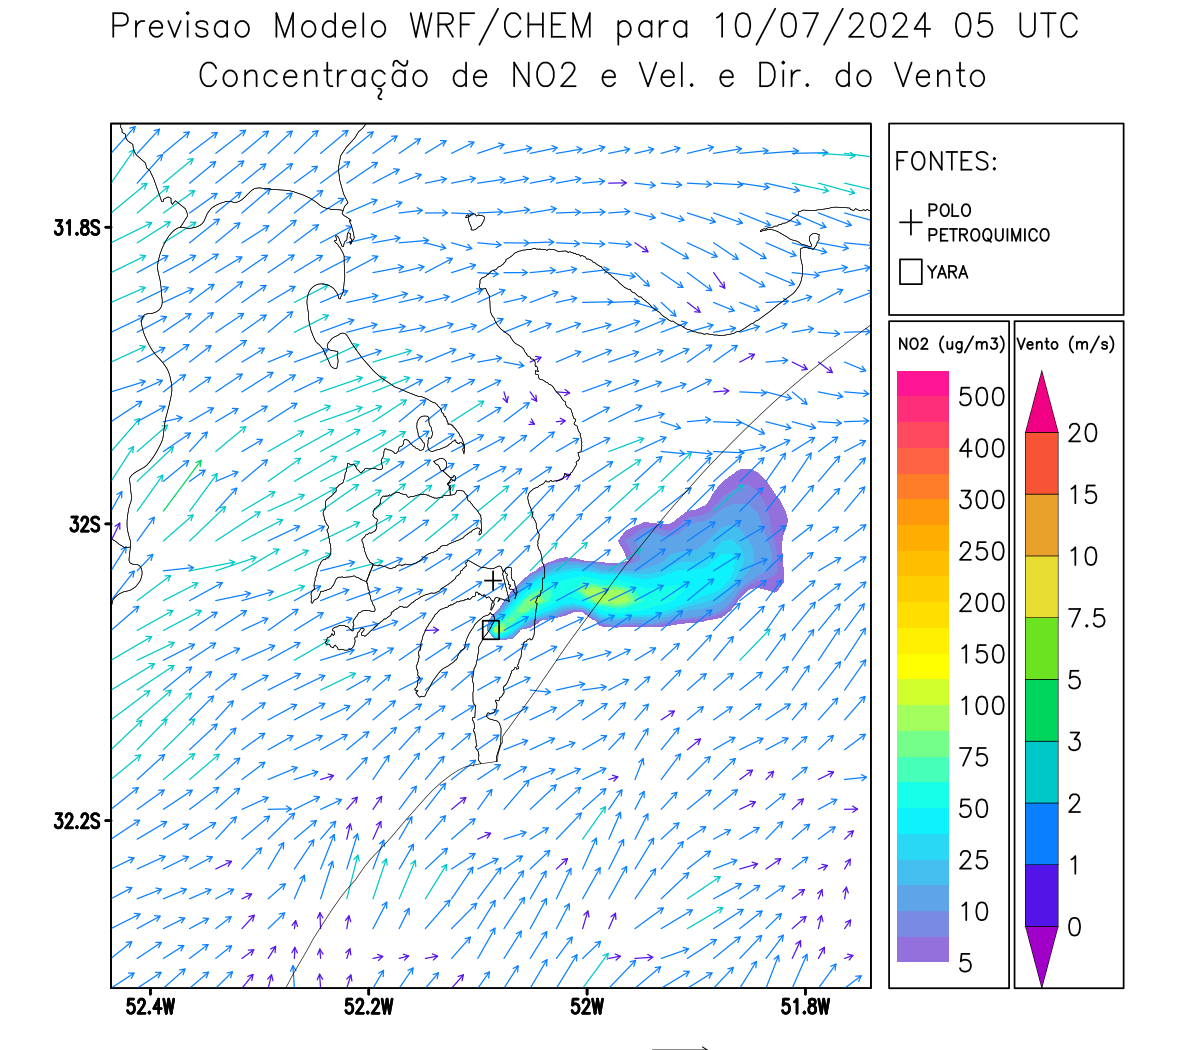 Previsao Modelo WRF/CHEM para 10/07/2024 05 UTC
Concentração de NO2 e Vel. e Dir. do Vento
FONTES:
POLO
PETROQUIMICO
YARA
NO2 (ug/m3)
500
400
300
250
200
150
100
75
50
25
10
5
Vento (m/s)
20
15
10
7.5
5
3
2
1
0
31.8S
32S
32.2S
52.4W
52.2W
52W
51.8W